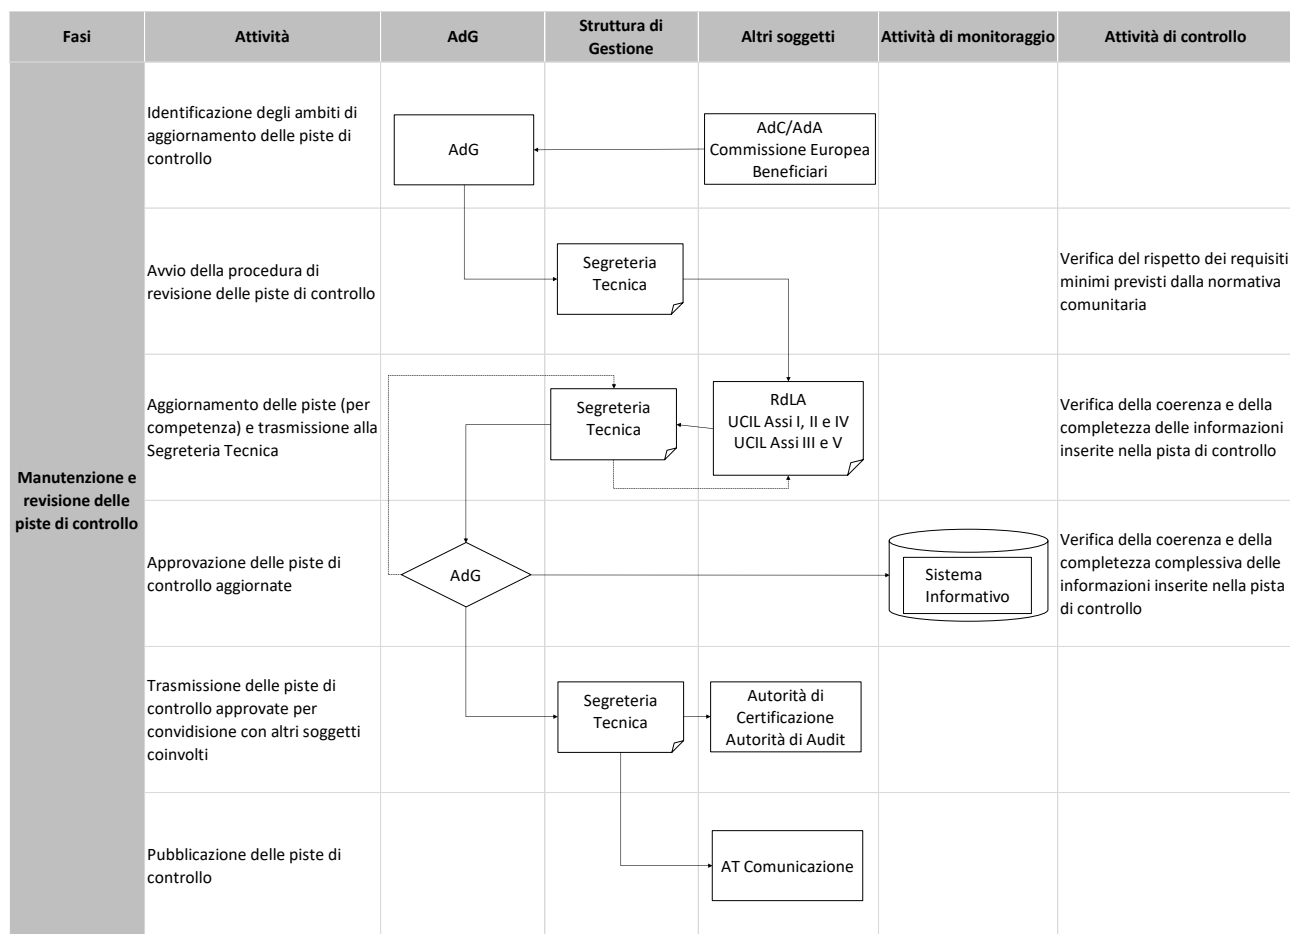 Fasi
Attività
AdG
Struttura di
Gestione
Altri soggetti
Attività di monitoraggio
Attività di controllo
Manutenzione e
revisione delle
piste di controllo
Identificazione degli ambiti di
aggiornamento delle piste di
controllo
AdG
AdC/AdA
Commissione Europea
Beneficiari
Avvio della procedura di
revisione delle piste di controllo
Segreteria
Tecnica
Verifica del rispetto dei requisiti
minimi previsti dalla normativa
comunitaria
Aggiornamento delle piste (per
competenza) e trasmissione alla
Segreteria Tecnica
Segreteria
Tecnica
RdLA
UCIL Assi I, II e IV
UCIL Assi III e V
Verifica della coerenza e della
completezza delle informazioni
inserite nella pista di controllo
Approvazione delle piste di
controllo aggiornate
AdG
Sistema
Informativo
Verifica della coerenza e della
completezza complessiva delle
informazioni inserite nella pista
di controllo
Trasmissione delle piste di
controllo approvate per
convidisione con altri soggetti
coinvolti
Segreteria
Tecnica
Autorità di
Certificazione
Autorità di Audit
Pubblicazione delle piste di
controllo
AT Comunicazione